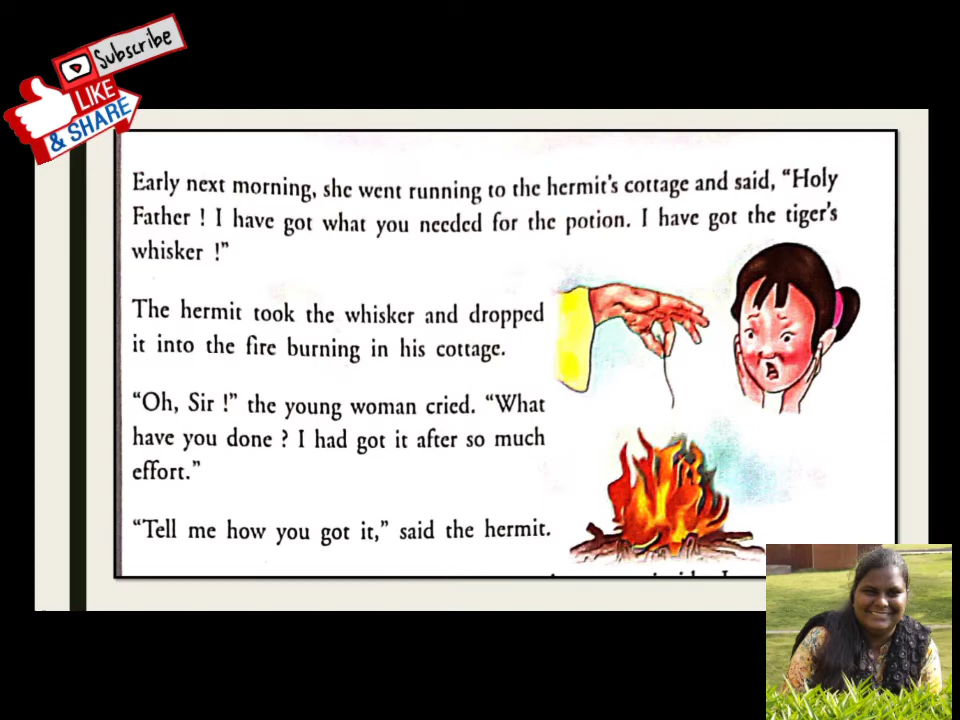 Subscribe
LIKE
& SHARE
Early next morning, she went running to the hermit's cottage and said, “Holy
Father ! I have got what you needed for the potion. I have got the tiger's
whisker !”
The hermit took the whisker and dropped
it into the fire burning in his cottage.
“Oh, Sir !” the young woman cried. “What
have you done ? I had got it after so much
effort.”
“Tell me how you got it,” said the hermit.